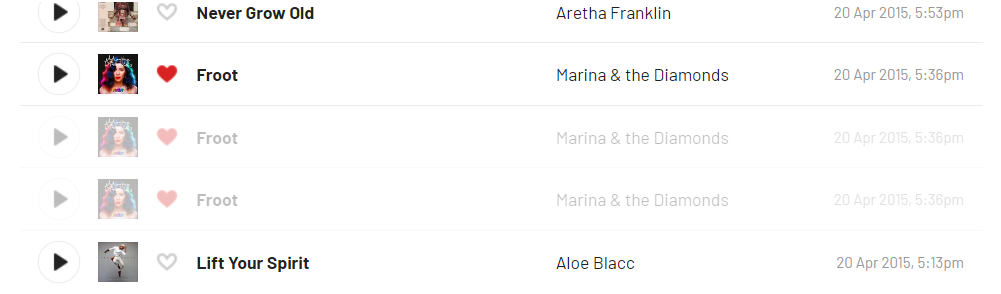 Never Grow Old Aretha Franklin 20 Apr 2015, 5:53pm
Froot Marina & the Diamonds 20 Apr 2015, 5:36pm
Froot Marina & the Diamonds 20 Apr 2015, 5:36pm
Froot Marina & the Diamonds 20 Apr 2015, 5:36pm
Lift Your Spirit Aloe Blacc 20 Apr 2015, 5:13pm